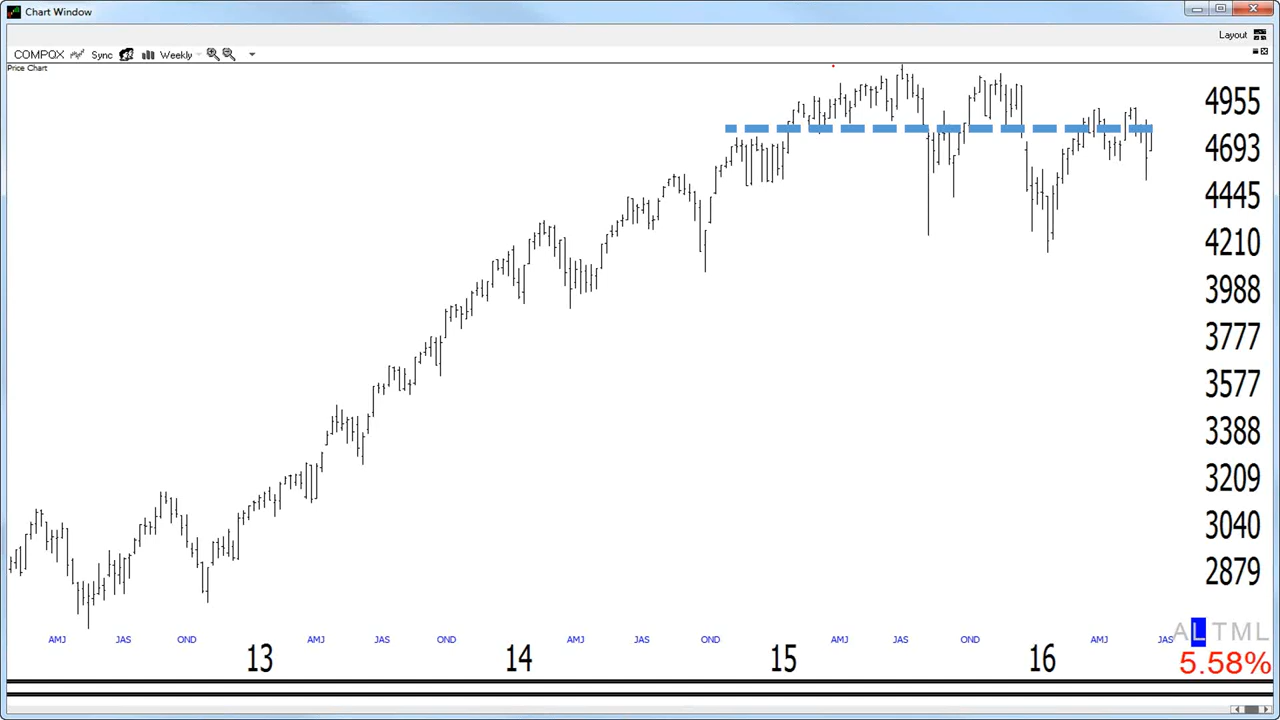 Chart Window
Layout
COMPQX Sync Weekly
Price Chart
4955
4693
4445
4210
3988
3777
3577
3388
3209
3040
2879
AMJ JAS OND AMJ JAS OND AMJ JAS OND AMJ JAS OND AMJ JAS
13 14 15 16
A L T M L
5.58%